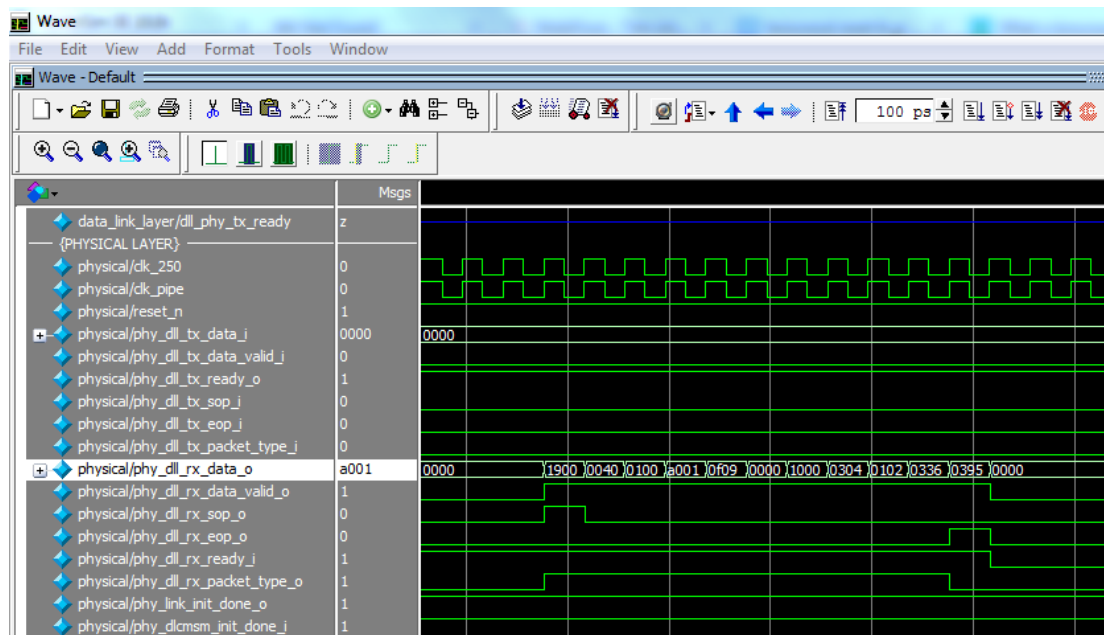 Wave
File Edit View Add Format Tools Window
Wave - Default
100 ps
Msgs
data_link_layer/dll_phy_tx_ready z
{PHYSICAL LAYER}
physical/clk_250 0
physical/clk_pipe 0
physical/reset_n 1
physical/phy_dll_tx_data_i 0000 0000
physical/phy_dll_tx_data_valid_i 0
physical/phy_dll_tx_ready_o 1
physical/phy_dll_tx_sop_i 0
physical/phy_dll_tx_eop_i 0
physical/phy_dll_tx_packet_type_i 0
physical/phy_dll_rx_data_o a001 0000 1900 0040 0100 a001 0f09 0000 1000 0304 0102 0336 0395 0000
physical/phy_dll_rx_data_valid_o 1
physical/phy_dll_rx_sop_o 0
physical/phy_dll_rx_eop_o 0
physical/phy_dll_rx_ready_i 1
physical/phy_dll_rx_packet_type_o 1
physical/phy_link_init_done_o 1
physical/phy_dlcmsm_init_done_i 1